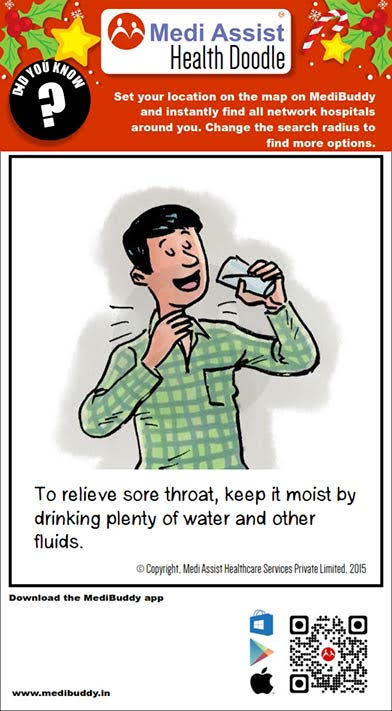 Medi Assist
Health Doodle
DID YOU KNOW
?
Set your location on the map on MediBuddy
and instantly find all network hospitals
around you. Change the search radius to
find more options.
To relieve sore throat, keep it moist by
drinking plenty of water and other
fluids.
© Copyright, Medi Assist Healthcare Services Private Limited, 2015
Download the MediBuddy app
www.medibuddy.in